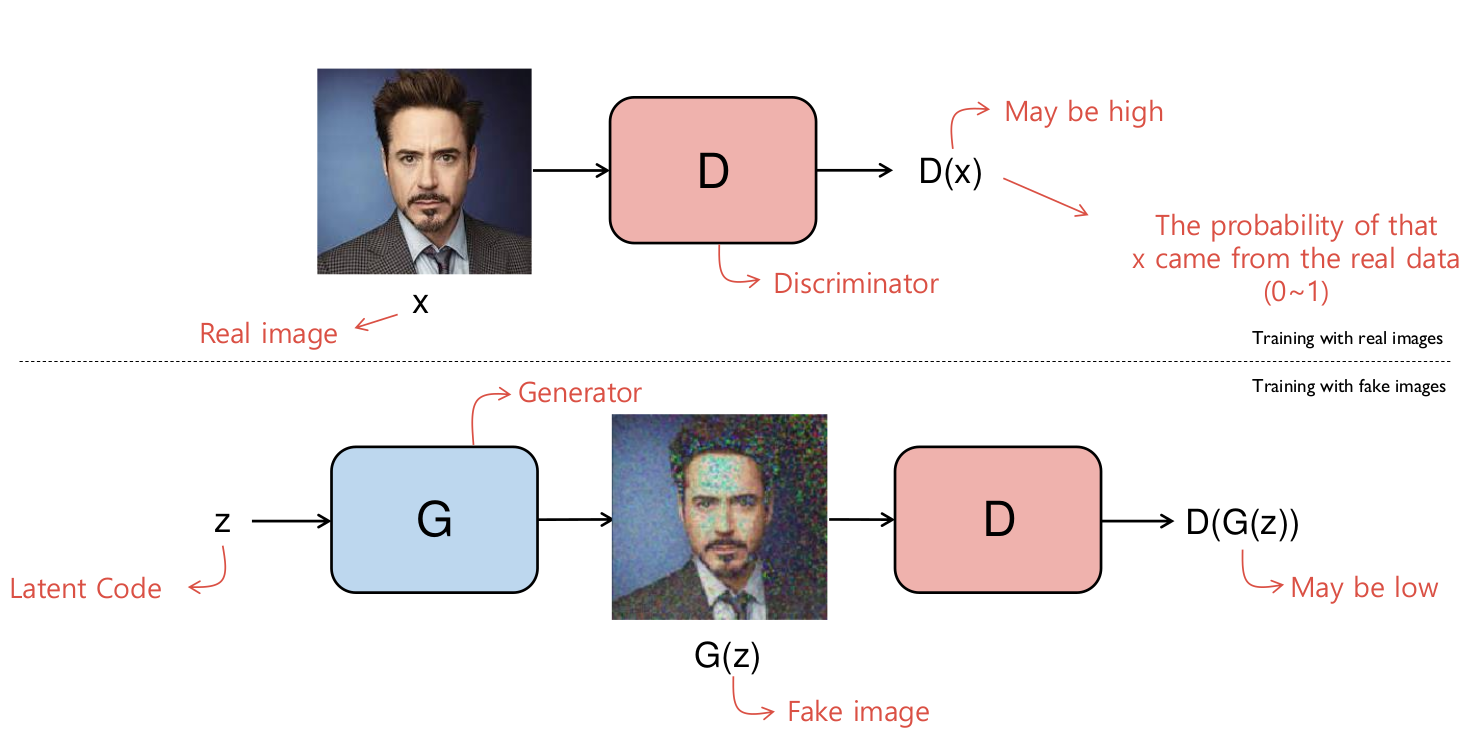 May be high
D
D(x)
The probability of that
x came from the real data
(0~1)
Discriminator
x
Real image
Training with real images
Training with fake images
Generator
z
G
D
D(G(z))
Latent Code
May be low
G(z)
Fake image